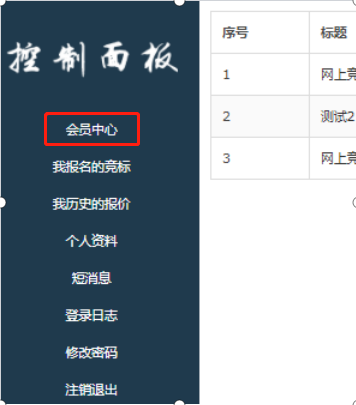 控制面板
会员中心
我报名的竞标
我历史的报价
个人资料
短消息
登录日志
修改密码
注销退出
序号 标题
1 网上竞
2 测试2
3 网上竞